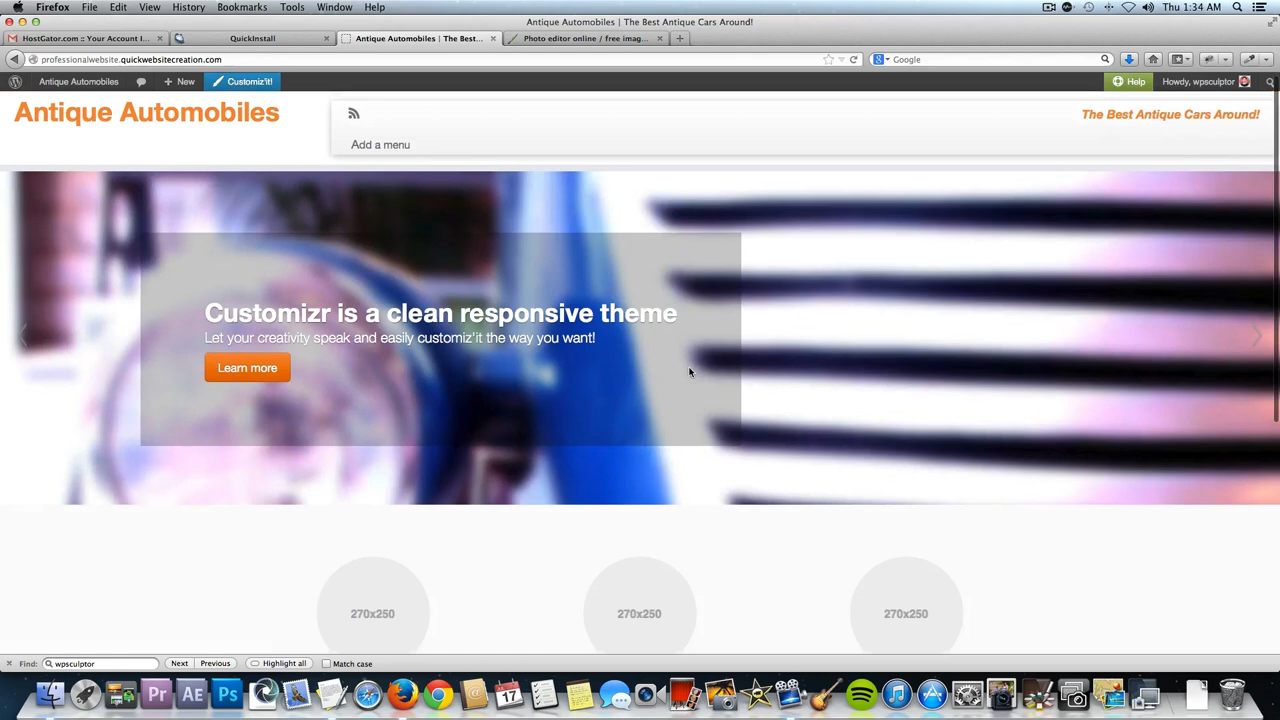 Firefox File Edit View History Bookmarks Tools Window Help Thu 1:34 AM
Antique Automobiles | The Best Antique Cars Around!
HostGator.com :: Your Account I... QuickInstall Antique Automobiles | The Best... Photo editor online / free imag...
professionalwebsite.quickwebsitecreation.com Google
Antique Automobiles + New Customiz'it! Help Howdy, wpsculptor
Antique Automobiles
The Best Antique Cars Around!
Add a menu
Customizr is a clean responsive theme
Let your creativity speak and easily customiz'it the way you want!
Learn more
270x250 270x250 270x250
Find: wpsculptor Next Previous Highlight all Match case
Pr AE Ps 17